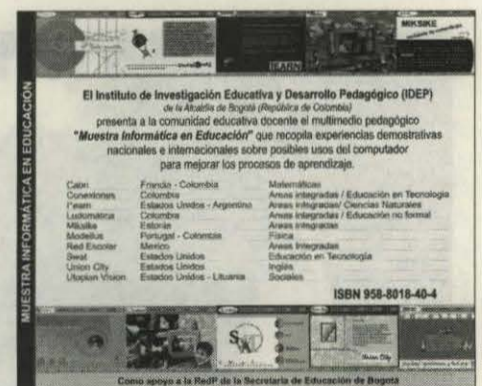 MIKSIKE
I*EARN
MUESTRA INFORMÁTICA EN EDUCACIÓN
El Instituto de Investigación Educativa y Desarrollo Pedagógico (IDEP)
de la Alcaldía de Bogotá (República de Colombia)
presenta a la comunidad educativa docente el multimedio pedagógico
"Muestra Informática en Educación" que recopila experiencias demostrativas
nacionales e internacionales sobre posibles usos del computador
para mejorar los procesos de aprendizaje.
Cabri Francia - Colombia Matemáticas
Conexiones Colombia Areas integradas / Educación en Tecnología
I*earn Estados Unidos - Argentina Areas integradas/ Ciencias Naturales
Ludomática Colombia Areas integradas / Educación no formal
Miksike Estonia Areas integradas
Modellus Portugal - Colombia Física
Red Escolar Mexico Areas Integradas
Swat Estados Unidos Educación en Tecnología
Union City Estados Unidos Inglés
Utopian Vision Estados Unidos - Lituania Sociales
ISBN 958-8018-40-4
Union City
Como apoyo a la RedP de la Secretaría de Educación de Bogotá